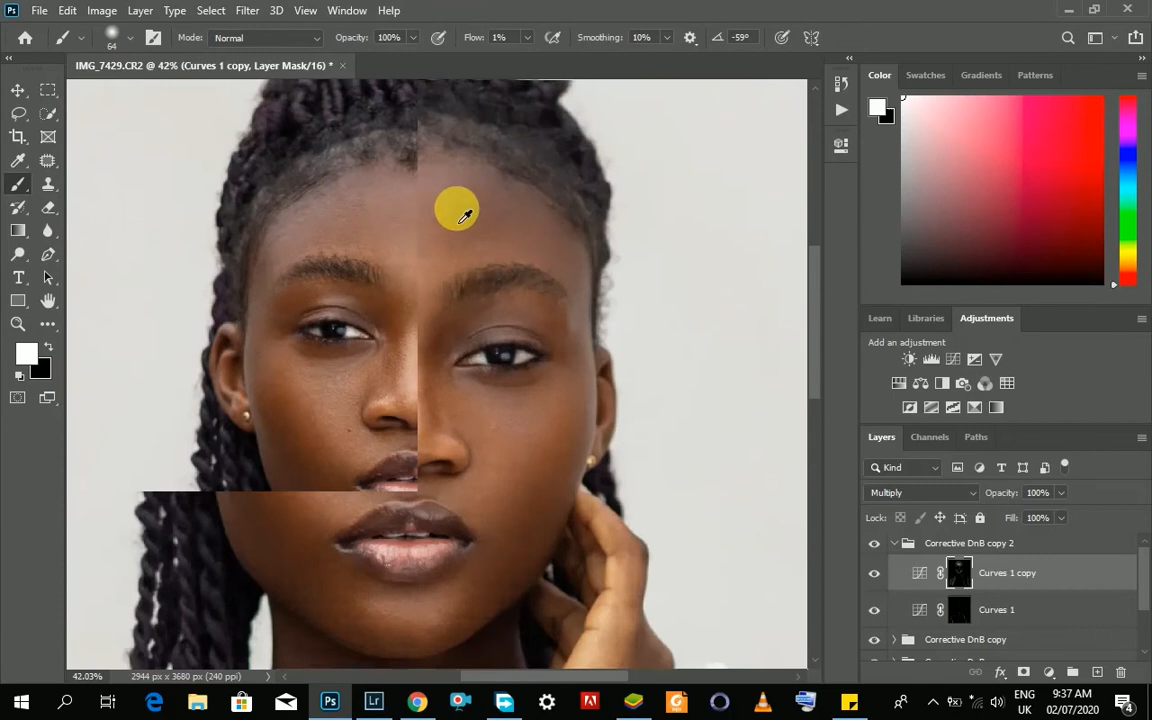 Ps File Edit Image Layer Type Select Filter 3D View Window Help
64 Mode: Normal Opacity: 100% Flow: 1% Smoothing: 10% -59°
IMG_7429.CR2 @ 42% (Curves 1 copy, Layer Mask/16) * ×
Color Swatches Gradients Patterns
Learn Libraries Adjustments
Add an adjustment
Layers Channels Paths
Kind
Multiply Opacity: 100%
Lock: Fill: 100%
Corrective DnB copy 2
Curves 1 copy
Curves 1
Corrective DnB copy
42.03% 2944 px x 3680 px (240 ppi)
Ps Lr ENG UK 9:37 AM 02/07/2020 4